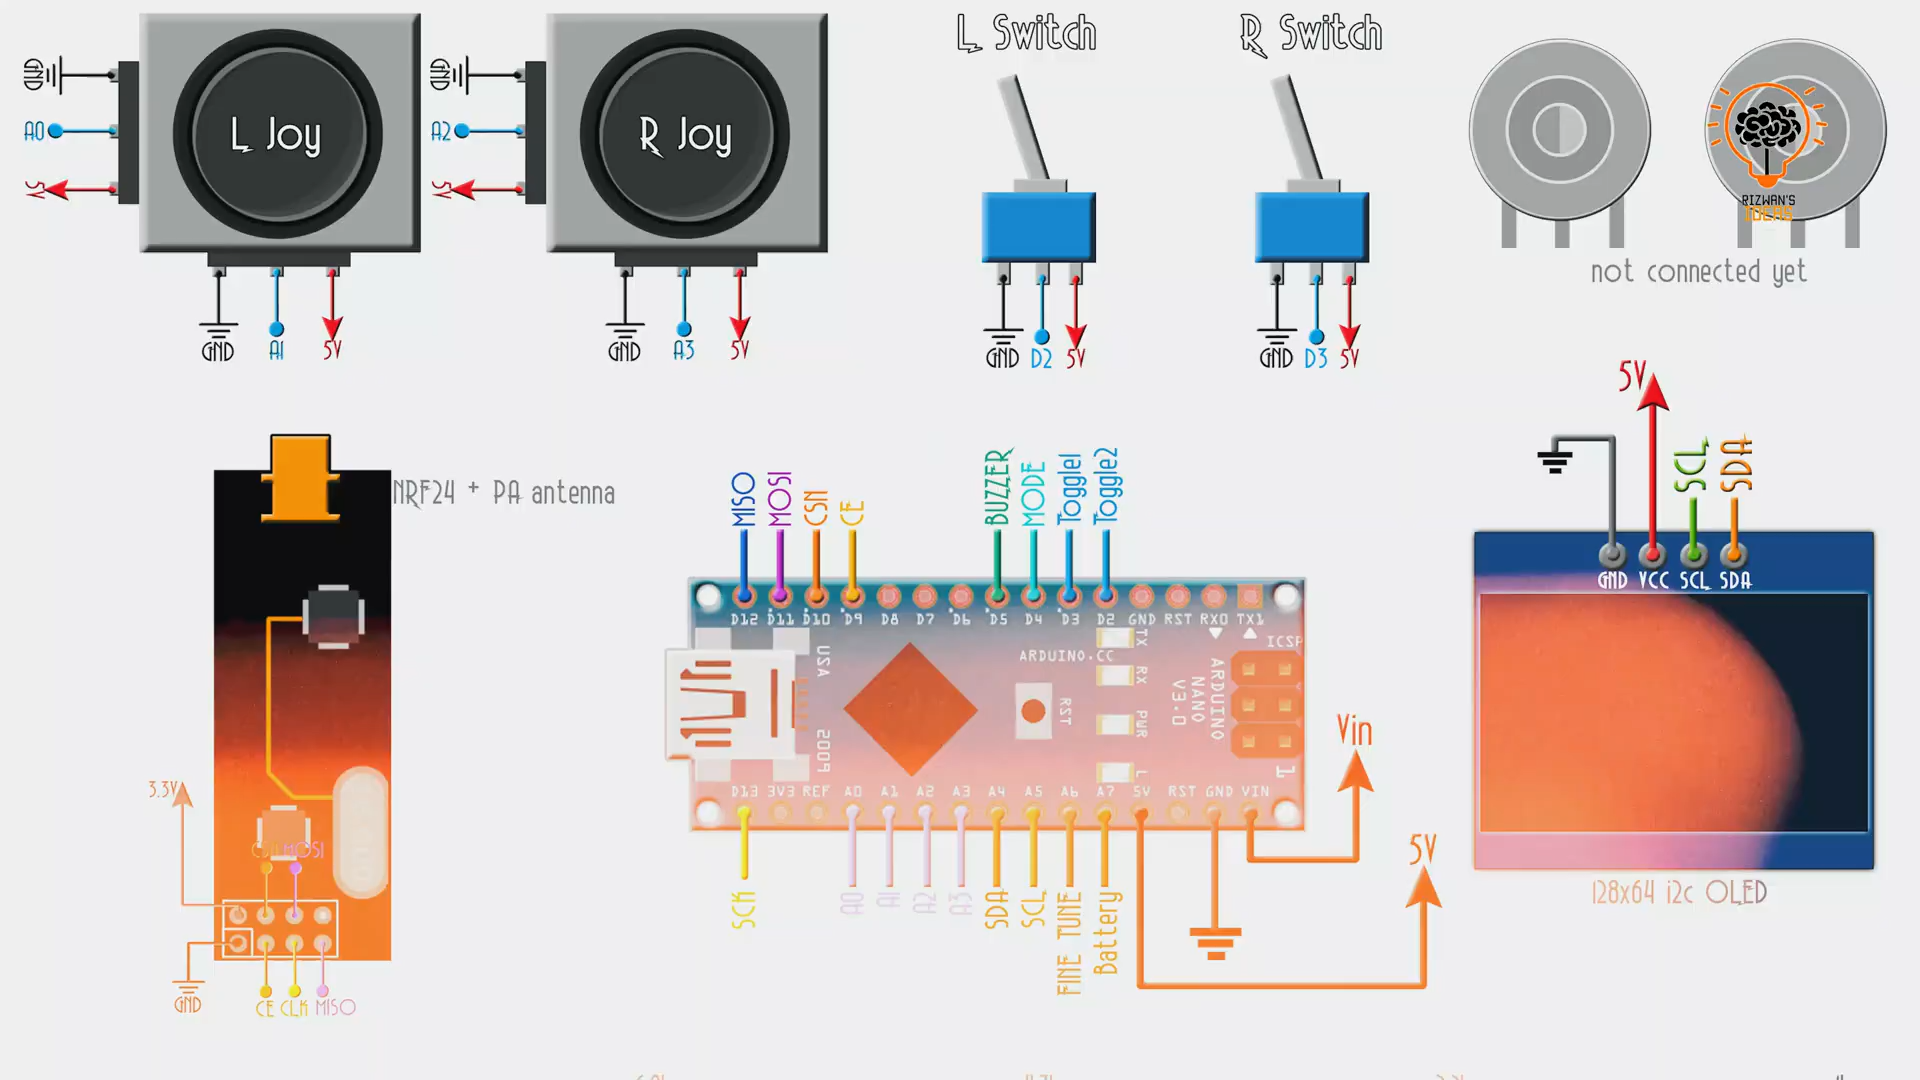 L Switch
R Switch
GND
A0
5V
L Joy
GND
A2
5V
R Joy
RIZWAN'S
IDEAS
not connected yet
GND A1 5V
GND A3 5V
GND D2 5V
GND D3 5V
5V
SCL
SDA
GND VCC SCL SDA
128x64 i2c OLED
NRF24 + PA antenna
3.3V
CSN MOSI
GND
CE CLK MISO
MISO
MOSI
CSN
CE
BUZZER
MODE
Toggle1
Toggle2
D12 D11 D10 D9 D8 D7 D6 D5 D4 D3 D2 GND RST RX0 TX1
USA
2009
ARDUINO.CC
RST
TX
RX
PWR
L
ARDUINO
NANO
V3.0
ICSP
1
D13 3V3 REF A0 A1 A2 A3 A4 A5 A6 A7 5V RST GND VIN
SCK
A0
A1
A2
A3
SDA
SCL
FINE TUNE
Battery
Vin
5V